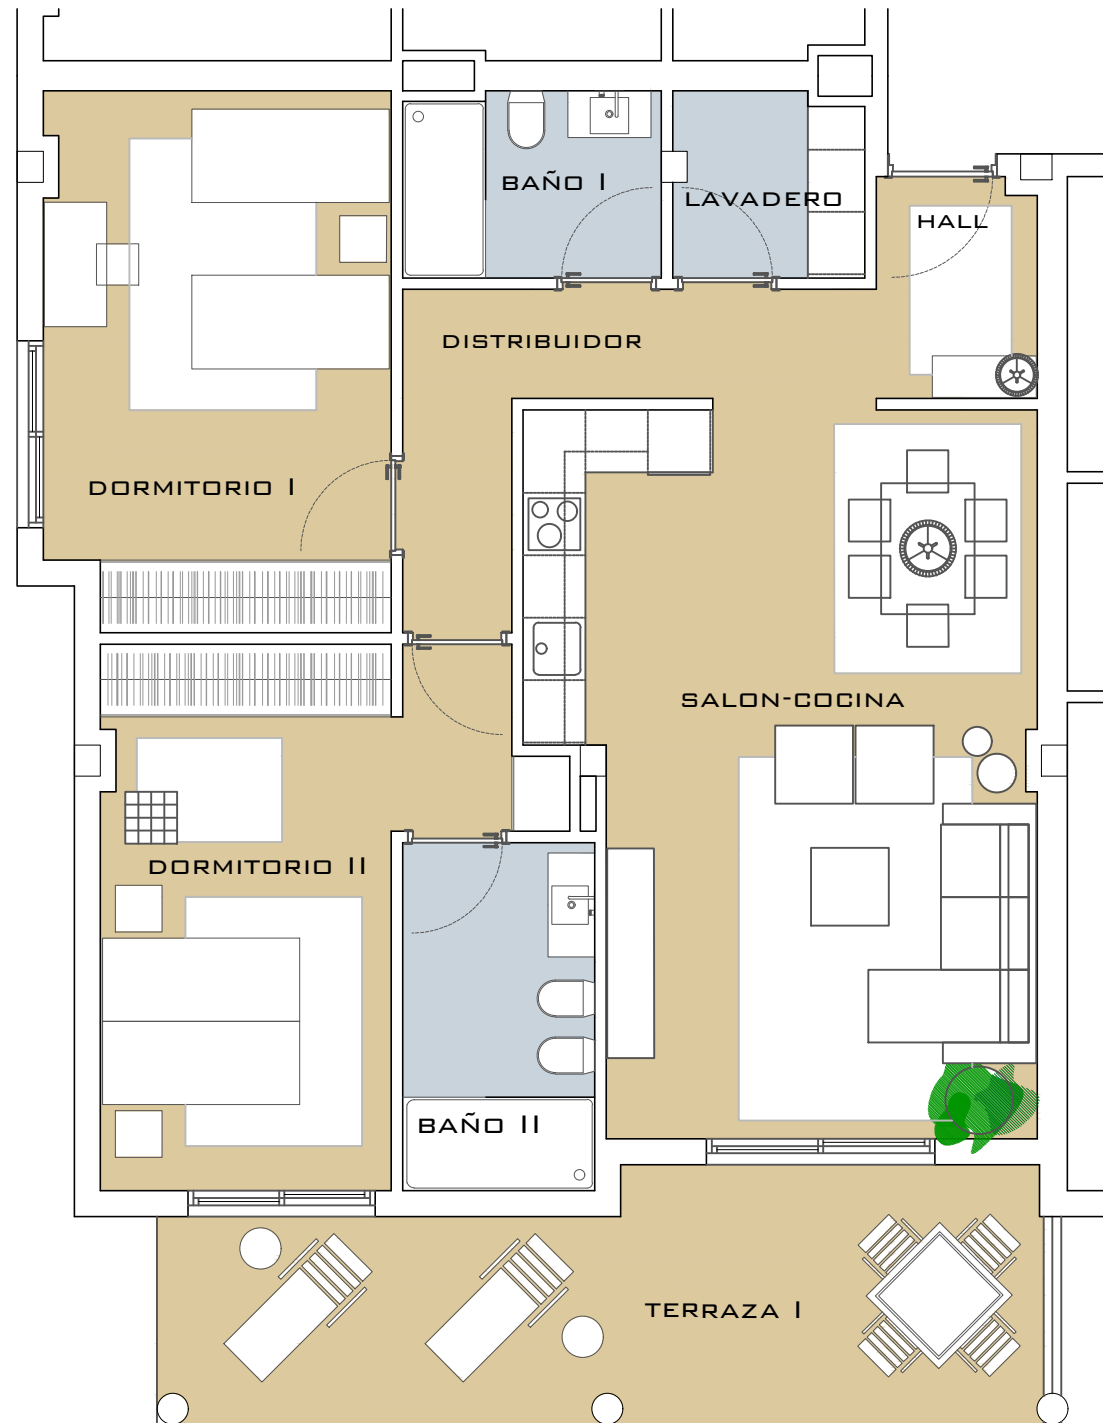 BAÑO I
LAVADERO
HALL
DISTRIBUIDOR
DORMITORIO I
SALON-COCINA
DORMITORIO II
BAÑO II
TERRAZA I